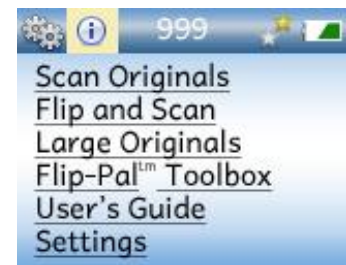 999
Scan Originals
Flip and Scan
Large Originals
Flip-Pal™ Toolbox
User's Guide
Settings